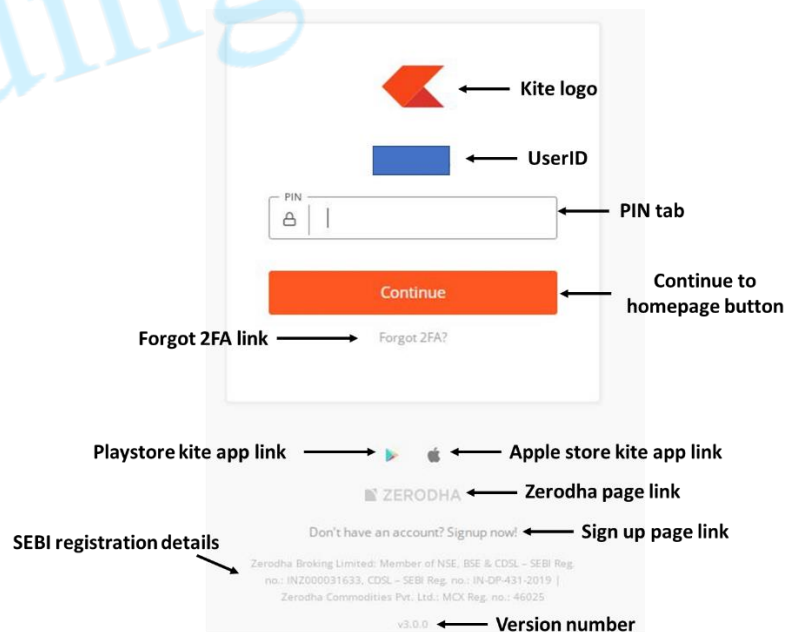 ding
Kite logo
UserID
PIN
PIN tab
Continue
Continue to
homepage button
Forgot 2FA link
Forgot 2FA?
Playstore kite app link
Apple store kite app link
ZERODHA
Zerodha page link
Don't have an account? Signup now!
Sign up page link
SEBI registration details
Zerodha Broking Limited: Member of NSE, BSE & CDSL – SEBI Reg.
no.: INZ000031633, CDSL – SEBI Reg. no.: IN-DP-431-2019 |
Zerodha Commodities Pvt. Ltd.: MCX Reg. no.: 46025
v3.0.0
Version number